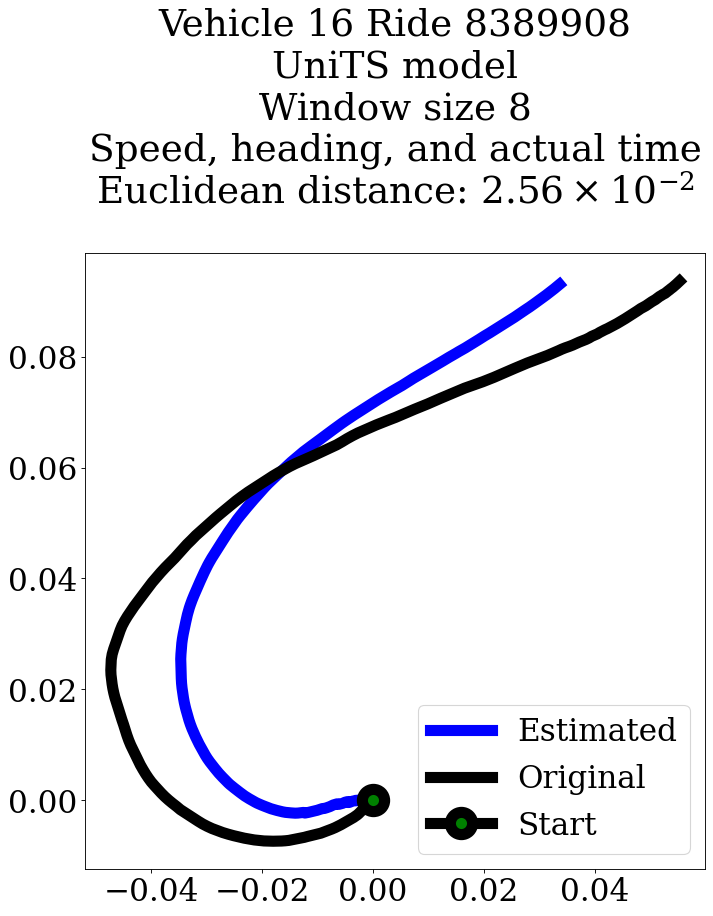 Vehicle 16 Ride 8389908
UniTS model
Window size 8
Speed, heading, and actual time
Euclidean distance: 2.56 × 10⁻²
0.08
0.06
0.04
0.02
0.00
Estimated
Original
Start
−0.04 −0.02 0.00 0.02 0.04